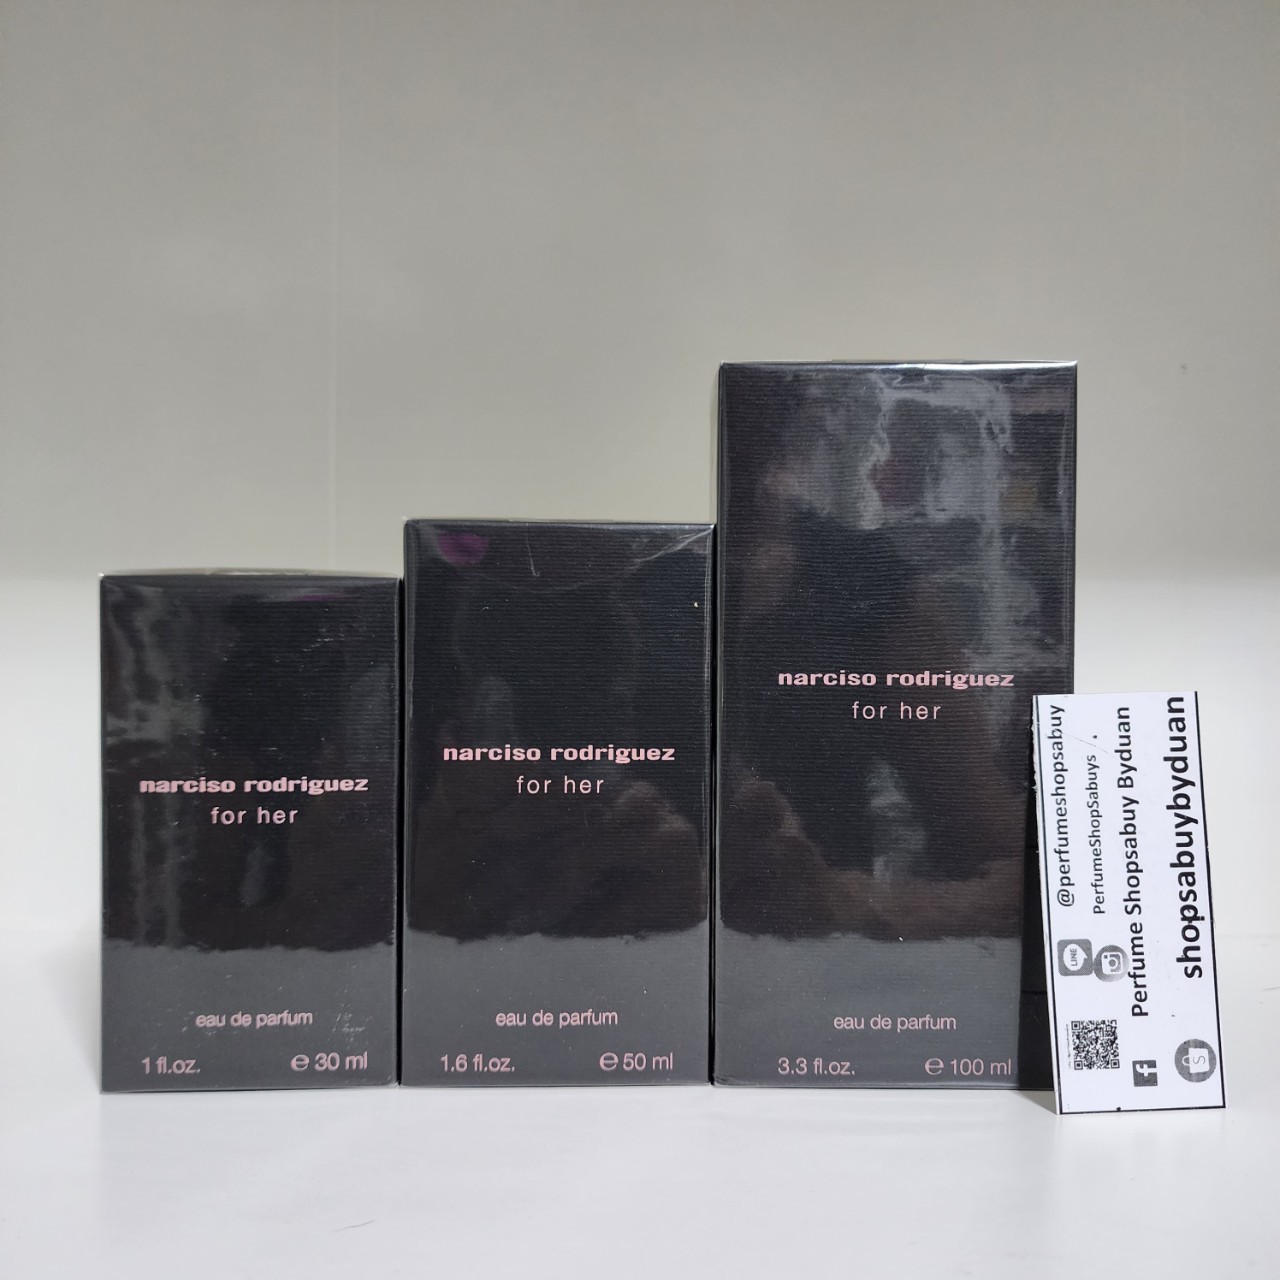 narciso rodriguez
for her
eau de parfum
1 fl.oz. ℮ 30 ml
narciso rodriguez
for her
eau de parfum
1.6 fl.oz. ℮ 50 ml
narciso rodriguez
for her
eau de parfum
3.3 fl.oz. ℮ 100 ml
LINE
@perfumeshopsabuy
PerfumeShopSabuys .
Perfume Shopsabuy Byduan
shopsabuybyduan